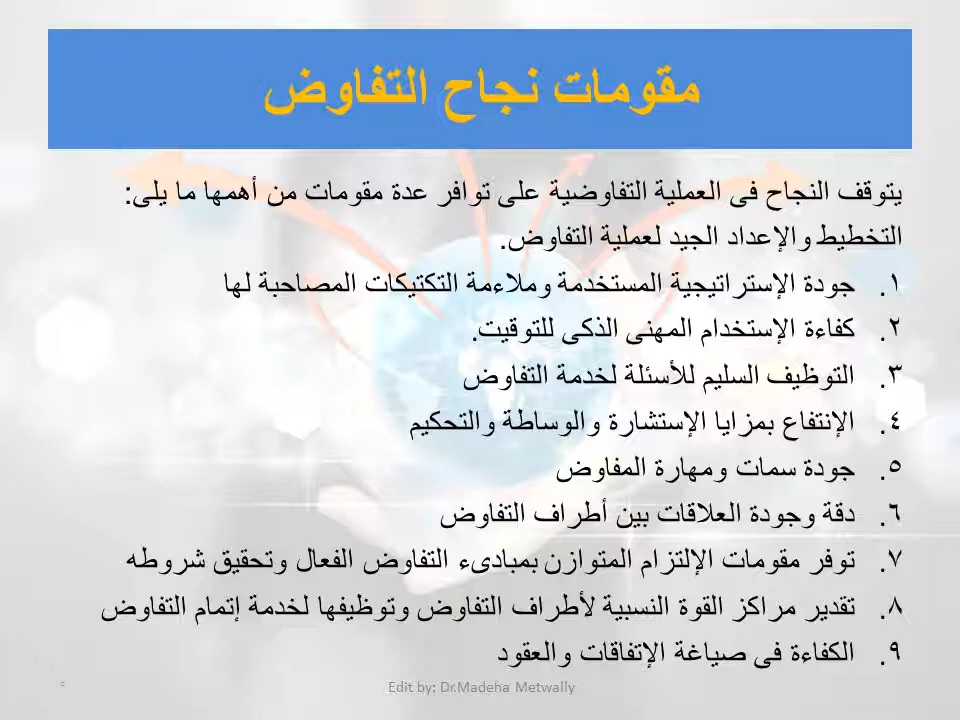 مقومات نجاح التفاوض
يتوقف النجاح فى العملية التفاوضية على توافر عدة مقومات من أهمها ما يلى:
التخطيط والإعداد الجيد لعملية التفاوض.
١. جودة الإستراتيجية المستخدمة وملاءمة التكتيكات المصاحبة لها
٢. كفاءة الإستخدام المهنى الذكى للتوقيت.
٣. التوظيف السليم للأسئلة لخدمة التفاوض
٤. الإنتفاع بمزايا الإستشارة والوساطة والتحكيم
٥. جودة سمات ومهارة المفاوض
٦. دقة وجودة العلاقات بين أطراف التفاوض
٧. توفر مقومات الإلتزام المتوازن بمبادىء التفاوض الفعال وتحقيق شروطه
٨. تقدير مراكز القوة النسبية لأطراف التفاوض وتوظيفها لخدمة إتمام التفاوض
٩. الكفاءة فى صياغة الإتفاقات والعقود
Edit by: Dr.Madeha Metwally